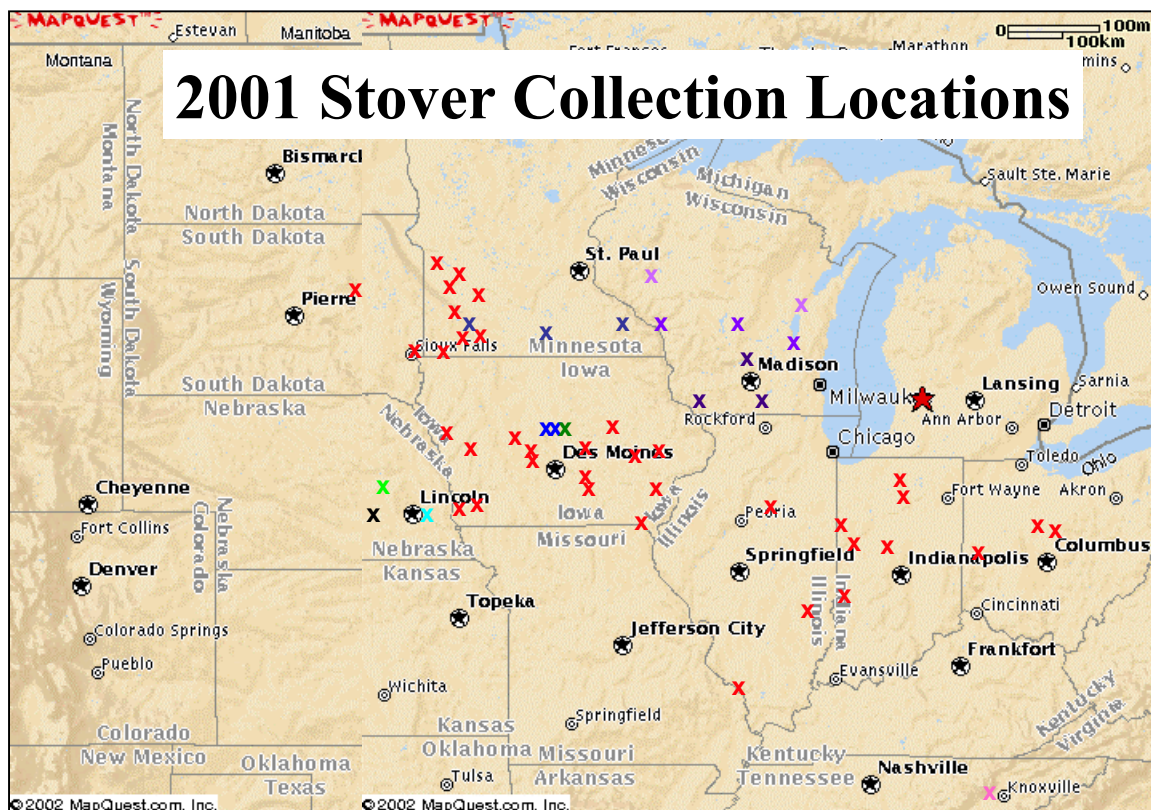 MAPQUEST™
MAPQUEST
Estevan
Manitoba
0 100m
100km
Montana
Marathon
2001 Stover Collection Locations
North Dakota
Montana
Bismarck
Minnesota
Wisconsin
Michigan
Wisconsin
Sault Ste. Marie
North Dakota
South Dakota
St. Paul
South Dakota
Wyoming
Pierre
Owen Sound
Sioux Falls
Minnesota
Iowa
Madison
South Dakota
Nebraska
Milwauk
Lansing
Sarnia
Iowa
Nebraska
Rockford
Ann Arbor
Detroit
Chicago
Des Moines
Toledo
Ohio
Cheyenne
Lincoln
Iowa
Illinois
Fort Wayne
Akron
Fort Collins
Nebraska
Colorado
Iowa
Missouri
Peoria
Nebraska
Kansas
Springfield
Indianapolis
Columbus
Denver
Illinois
Indiana
Topeka
Cincinnati
Colorado Springs
Jefferson City
Frankfort
Pueblo
Evansville
Wichita
Springfield
Kentucky
Virginia
Colorado
New Mexico
Kansas
Oklahoma
Missouri
Arkansas
Kentucky
Tennessee
Oklahoma
Texas
Tulsa
Nashville
Knoxville
©2002 MapQuest.com, Inc.
©2002 MapQuest.com, Inc.